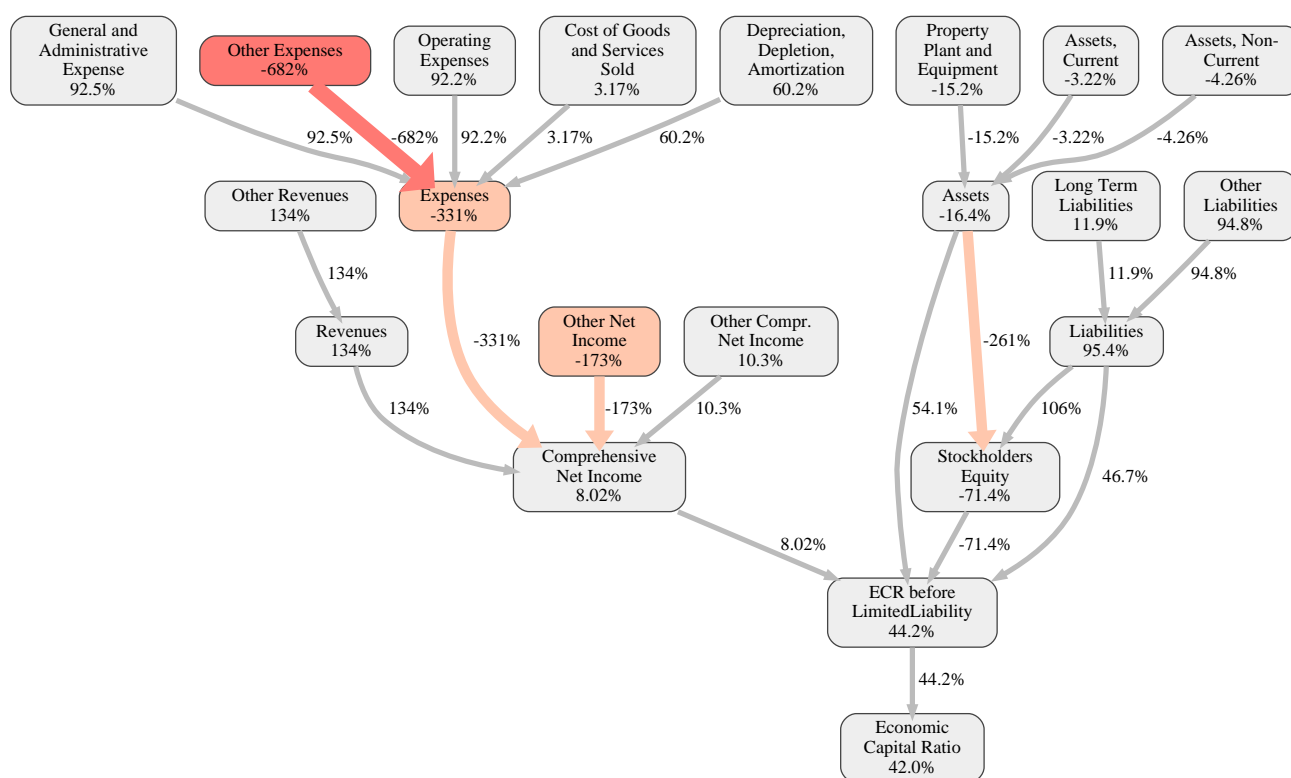 General and
Administrative
Expense
92.5%
Other Expenses
-682%
Operating
Expenses
92.2%
Cost of Goods
and Services
Sold
3.17%
Depreciation,
Depletion,
Amortization
60.2%
Property
Plant and
Equipment
-15.2%
Assets,
Current
-3.22%
Assets, Non-
Current
-4.26%
92.5%
-682%
92.2%
3.17%
60.2%
-15.2%
-3.22%
-4.26%
Other Revenues
134%
Expenses
-331%
Assets
-16.4%
Long Term
Liabilities
11.9%
Other
Liabilities
94.8%
134%
11.9%
94.8%
Revenues
134%
-331%
Other Net
Income
-173%
Other Compr.
Net Income
10.3%
-261%
Liabilities
95.4%
134%
-173%
10.3%
54.1%
106%
Comprehensive
Net Income
8.02%
Stockholders
Equity
-71.4%
46.7%
8.02%
-71.4%
ECR before
LimitedLiability
44.2%
44.2%
Economic
Capital Ratio
42.0%